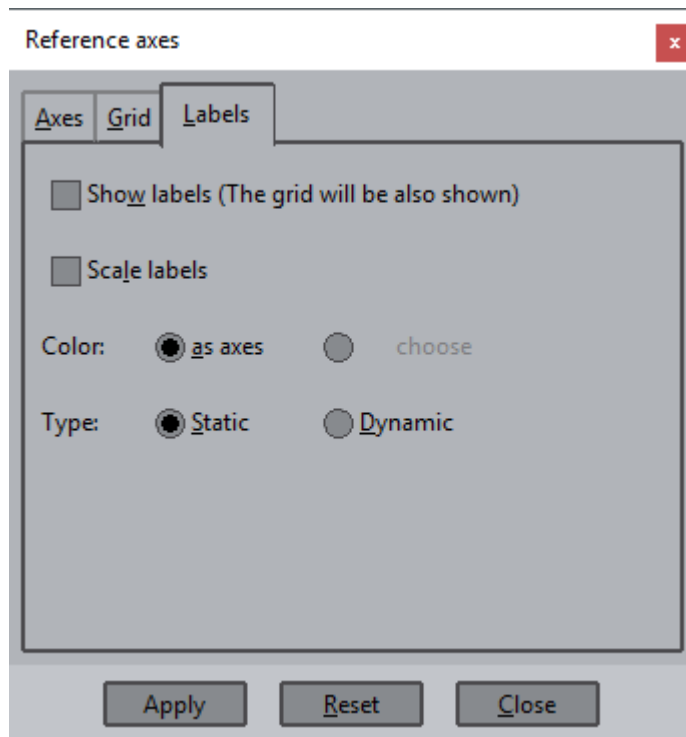 Reference axes x
Axes Grid Labels
Show labels (The grid will be also shown)
Scale labels
Color: as axes choose
Type: Static Dynamic
Apply Reset Close